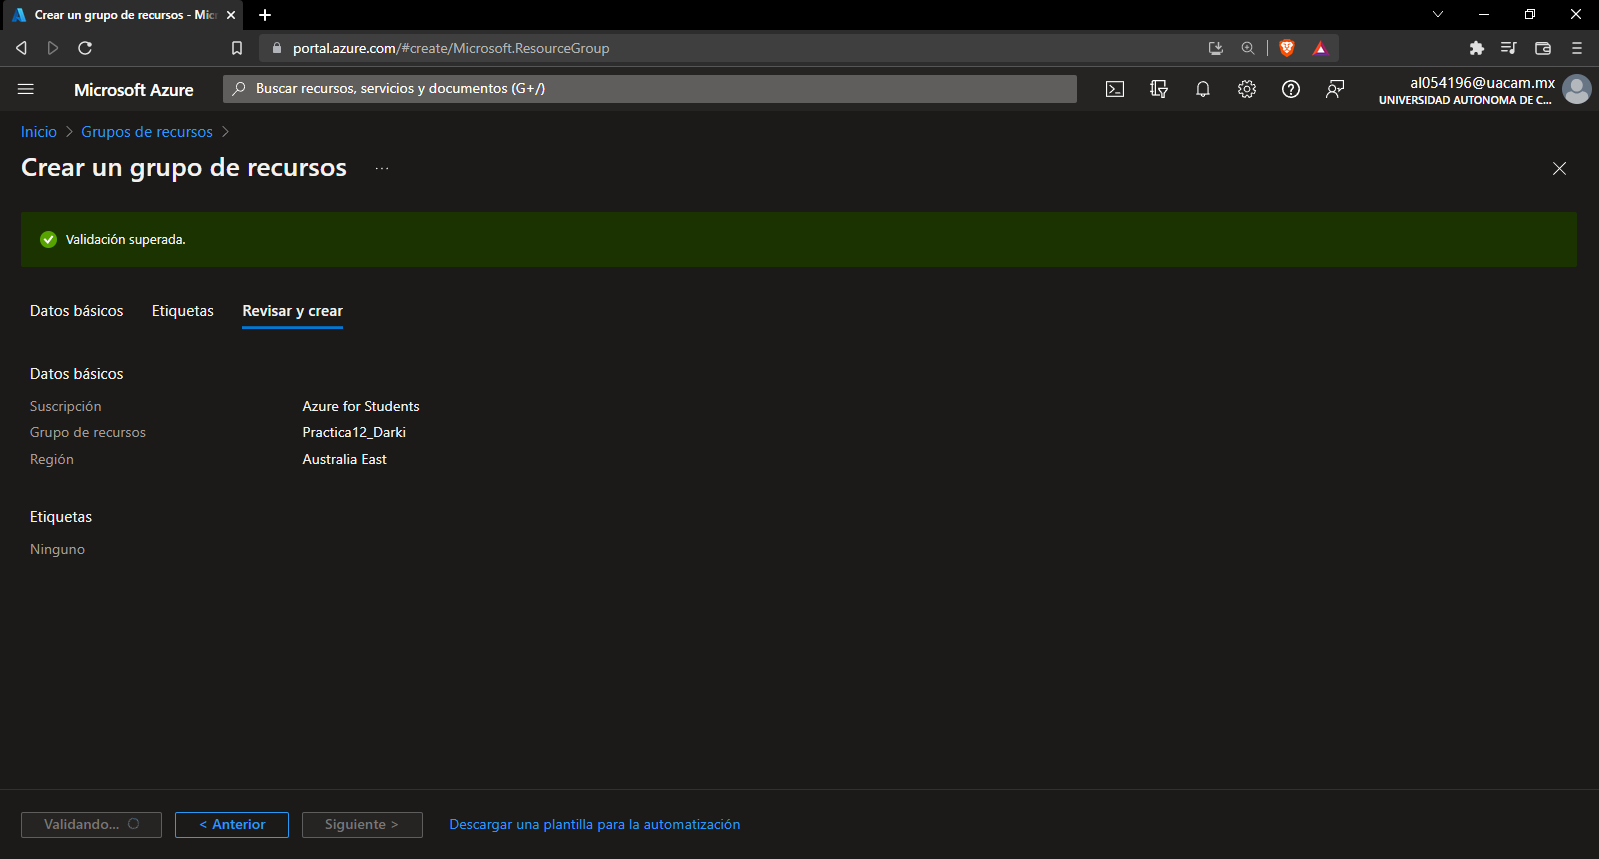 Crear un grupo de recursos - Mic
portal.azure.com/#create/Microsoft.ResourceGroup
Microsoft Azure
Buscar recursos, servicios y documentos (G+/)
al054196@uacam.mx
UNIVERSIDAD AUTONOMA DE C...
Inicio > Grupos de recursos >
Crear un grupo de recursos ...
Validación superada.
Datos básicos Etiquetas Revisar y crear
Datos básicos
Suscripción Azure for Students
Grupo de recursos Practica12_Darki
Región Australia East
Etiquetas
Ninguno
Validando... < Anterior Siguiente > Descargar una plantilla para la automatización